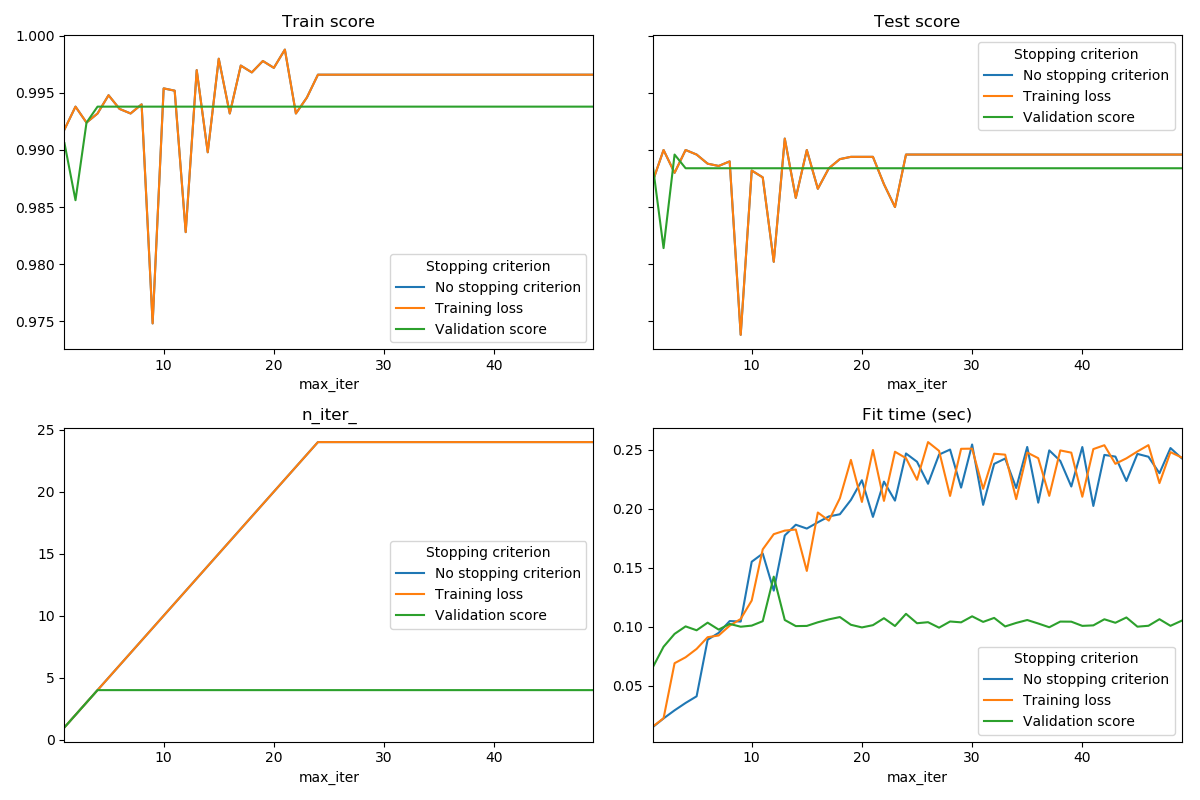 Train score
1.000
0.995
0.990
0.985
0.980
0.975
Stopping criterion
No stopping criterion
Training loss
Validation score
10 20 30 40
max_iter
Test score
Stopping criterion
No stopping criterion
Training loss
Validation score
10 20 30 40
max_iter
n_iter_
25
20
15
10
5
0
Stopping criterion
No stopping criterion
Training loss
Validation score
10 20 30 40
max_iter
Fit time (sec)
0.25
0.20
0.15
0.10
0.05
Stopping criterion
No stopping criterion
Training loss
Validation score
10 20 30 40
max_iter